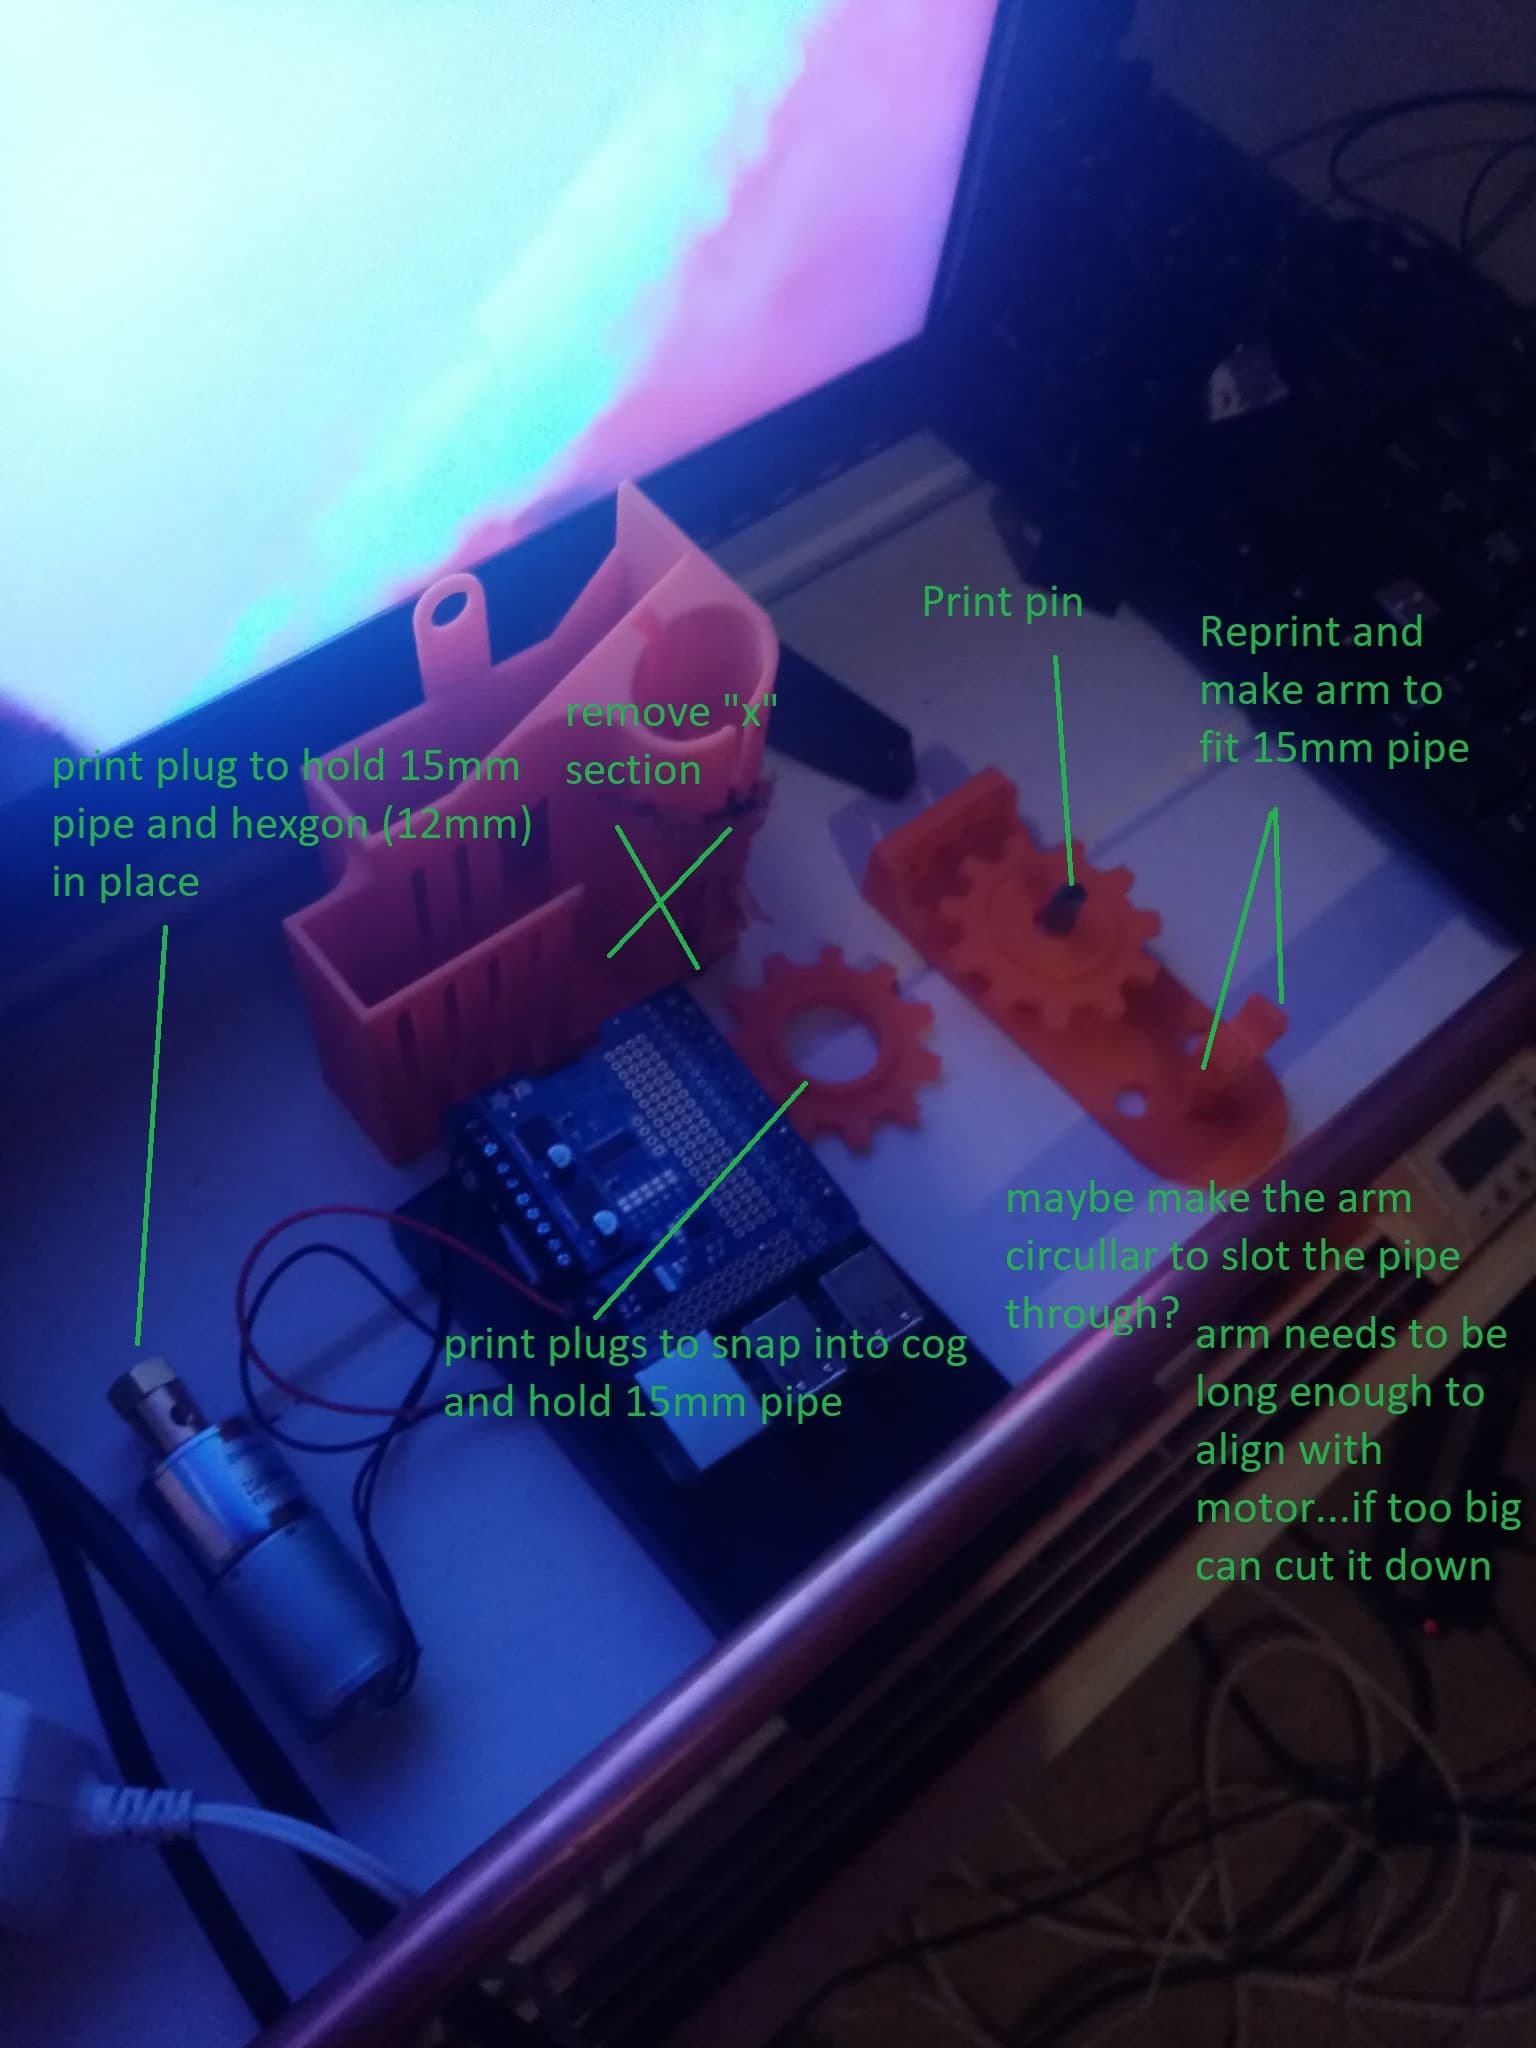 Print pin
Reprint and
make arm to
fit 15mm pipe
remove "x"
section
print plug to hold 15mm
pipe and hexgon (12mm)
in place
maybe make the arm
circullar to slot the pipe
through?
arm needs to be
long enough to
align with
motor...if too big
can cut it down
print plugs to snap into cog
and hold 15mm pipe